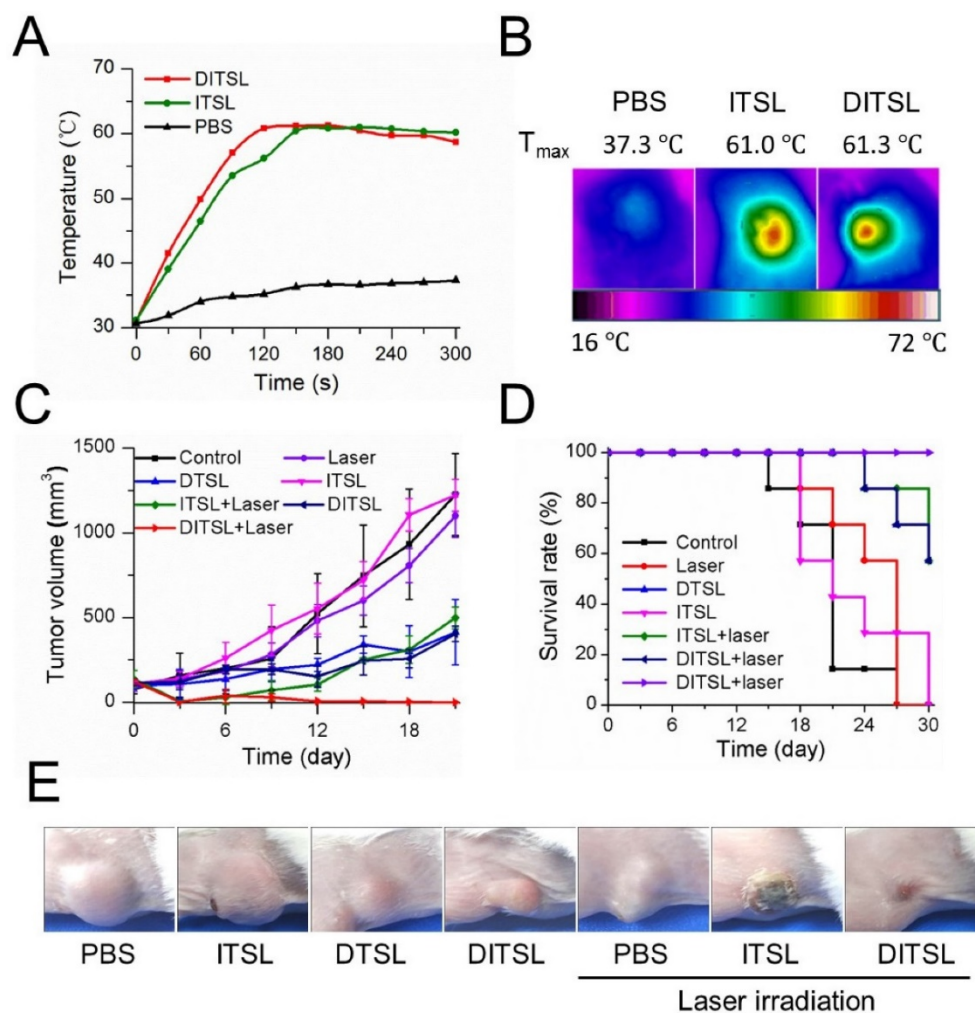 A
70
60
50
40
30
Temperature (℃)
DITSL
ITSL
PBS
0 60 120 180 240 300
Time (s)
B
PBS ITSL DITSL
Tmax 37.3 ℃ 61.0 ℃ 61.3 ℃
16 ℃ 72 ℃
C
1500
1000
500
0
Tumor volume (mm³)
Control Laser
DTSL ITSL
ITSL+Laser DITSL
DITSL+Laser
0 3 6 9 12 15 18
Time (day)
D
100
80
60
40
20
0
Survival rate (%)
Control
Laser
DTSL
ITSL
ITSL+laser
DITSL+laser
DITSL+laser
0 6 12 18 24 30
Time (day)
E
PBS ITSL DTSL DITSL PBS ITSL DITSL
Laser irradiation